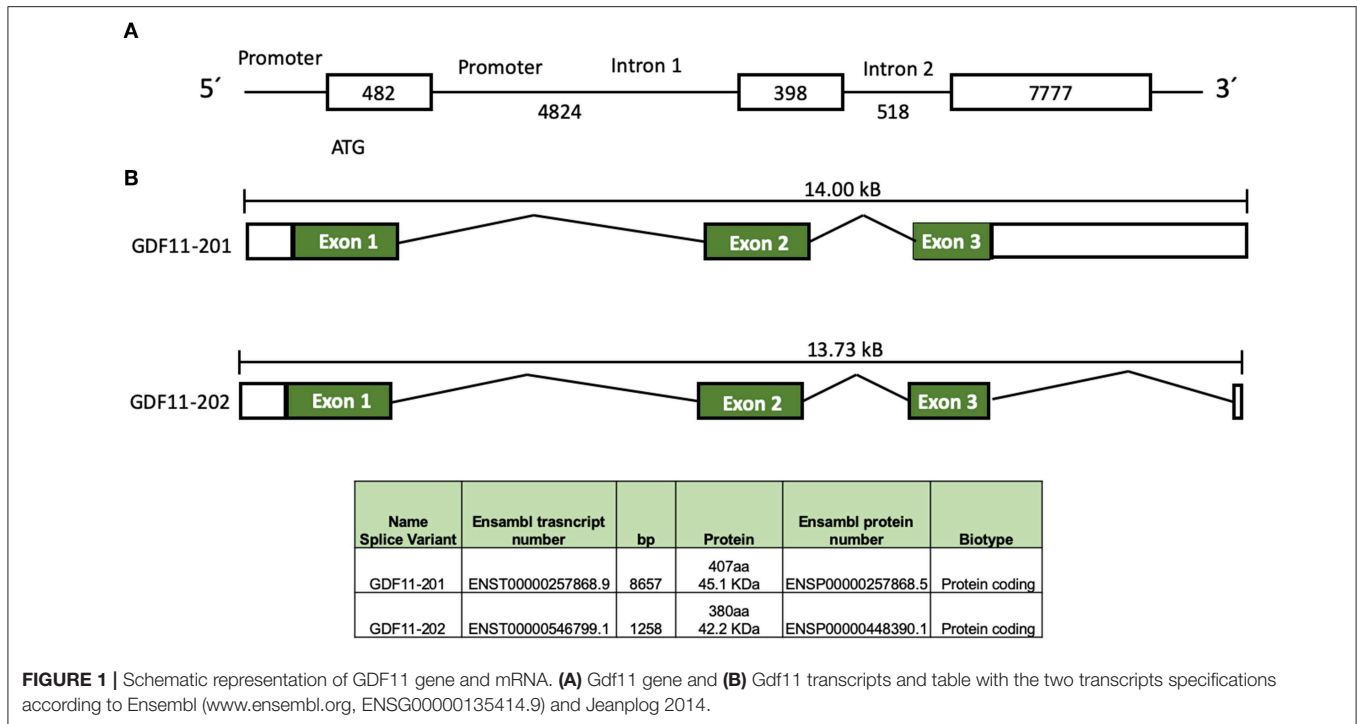 A
Promoter
Promoter
Intron 1
Intron 2
5´
482
398
7777
3´
4824
518
ATG
B
14.00 kB
GDF11-201
Exon 1
Exon 2
Exon 3
13.73 kB
GDF11-202
Exon 1
Exon 2
Exon 3
Name Splice Variant Ensambl trasncript number bp Protein Ensambl protein number Biotype
GDF11-201 ENST00000257868.9 8657 407aa 45.1 KDa ENSP00000257868.5 Protein coding
GDF11-202 ENST00000546799.1 1258 380aa 42.2 KDa ENSP00000448390.1 Protein coding
FIGURE 1 | Schematic representation of GDF11 gene and mRNA. (A) Gdf11 gene and (B) Gdf11 transcripts and table with the two transcripts specifications
according to Ensembl (www.ensembl.org, ENSG00000135414.9) and Jeanplog 2014.